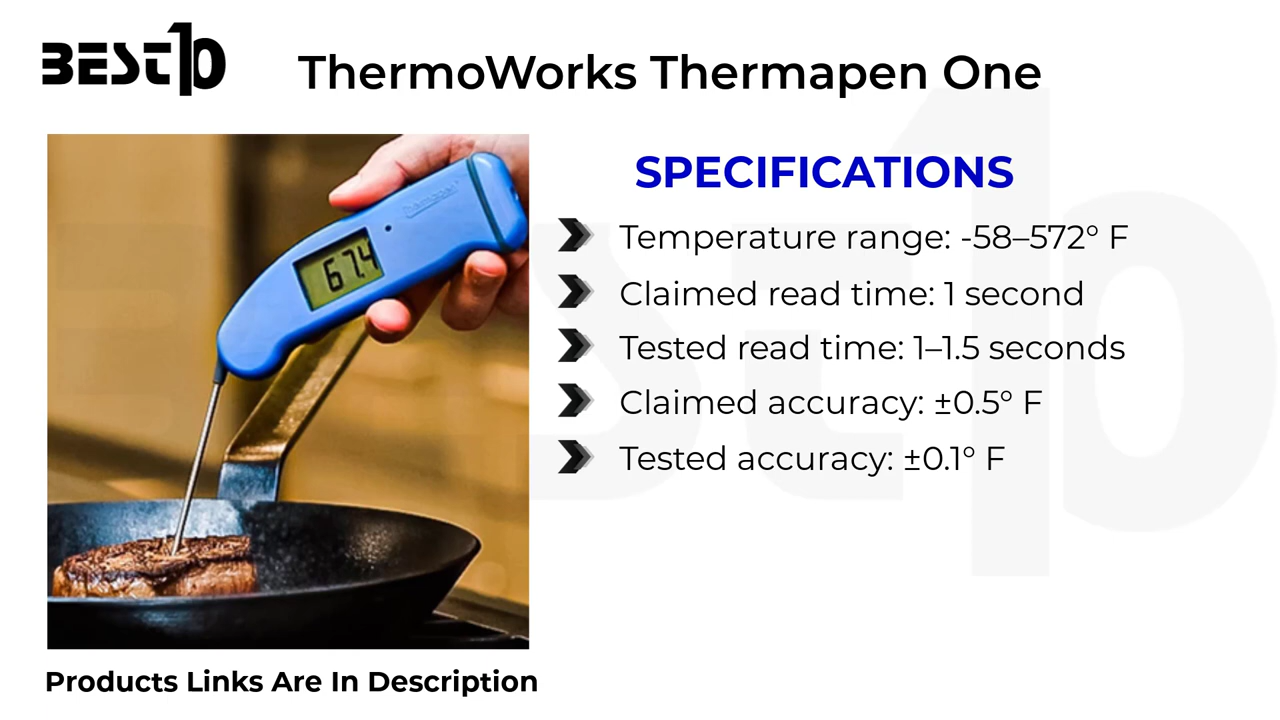 BEST10
ThermoWorks Thermapen One
SPECIFICATIONS
Temperature range: -58–572° F
Claimed read time: 1 second
Tested read time: 1–1.5 seconds
Claimed accuracy: ±0.5° F
Tested accuracy: ±0.1° F
Thermapen
67.4
Products Links Are In Description